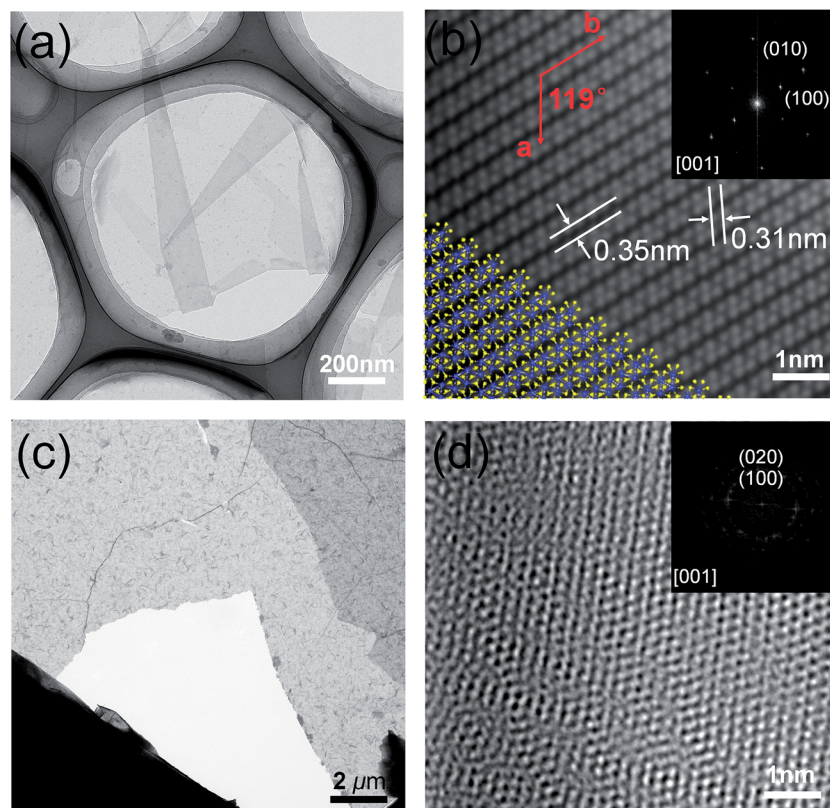 (a)
200nm
(b)
b
119°
a
(010)
(100)
[001]
0.35nm
0.31nm
1nm
(c)
2 μm
(d)
(020)
(100)
[001]
1nm